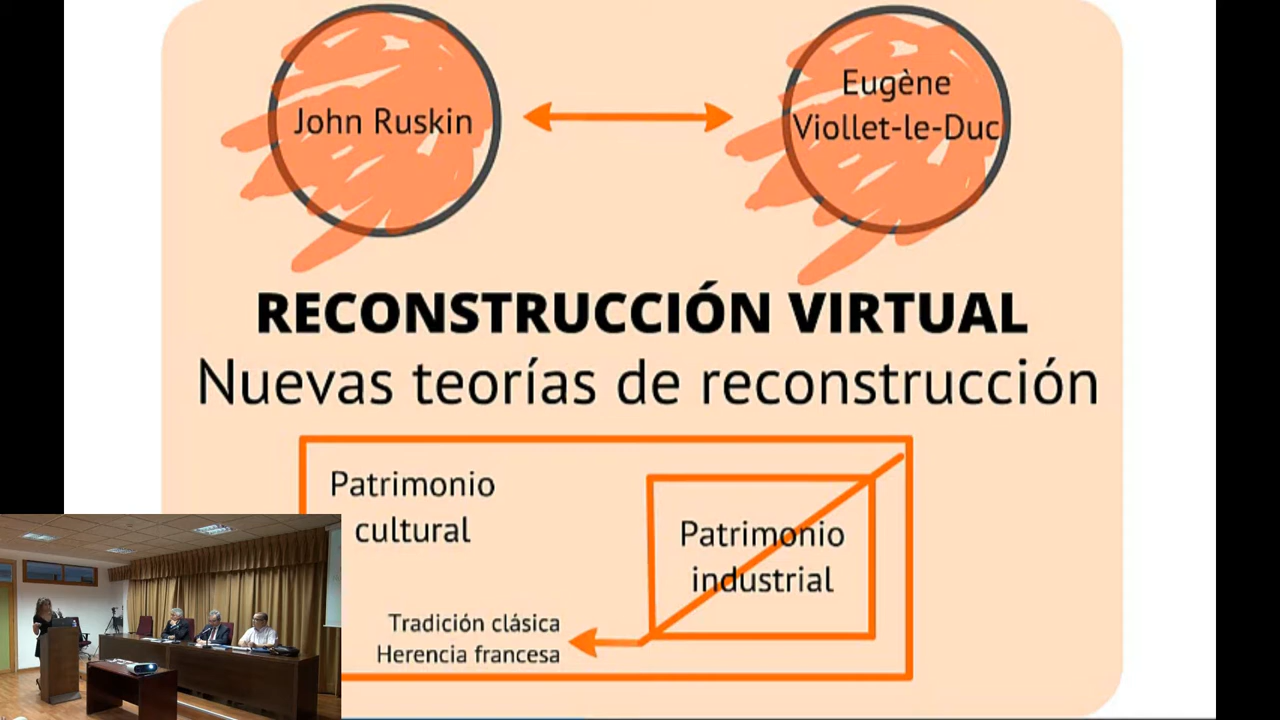 John Ruskin
Eugène
Viollet-le-Duc
RECONSTRUCCIÓN VIRTUAL
Nuevas teorías de reconstrucción
Patrimonio
cultural
Patrimonio
industrial
Tradición clásica
Herencia francesa